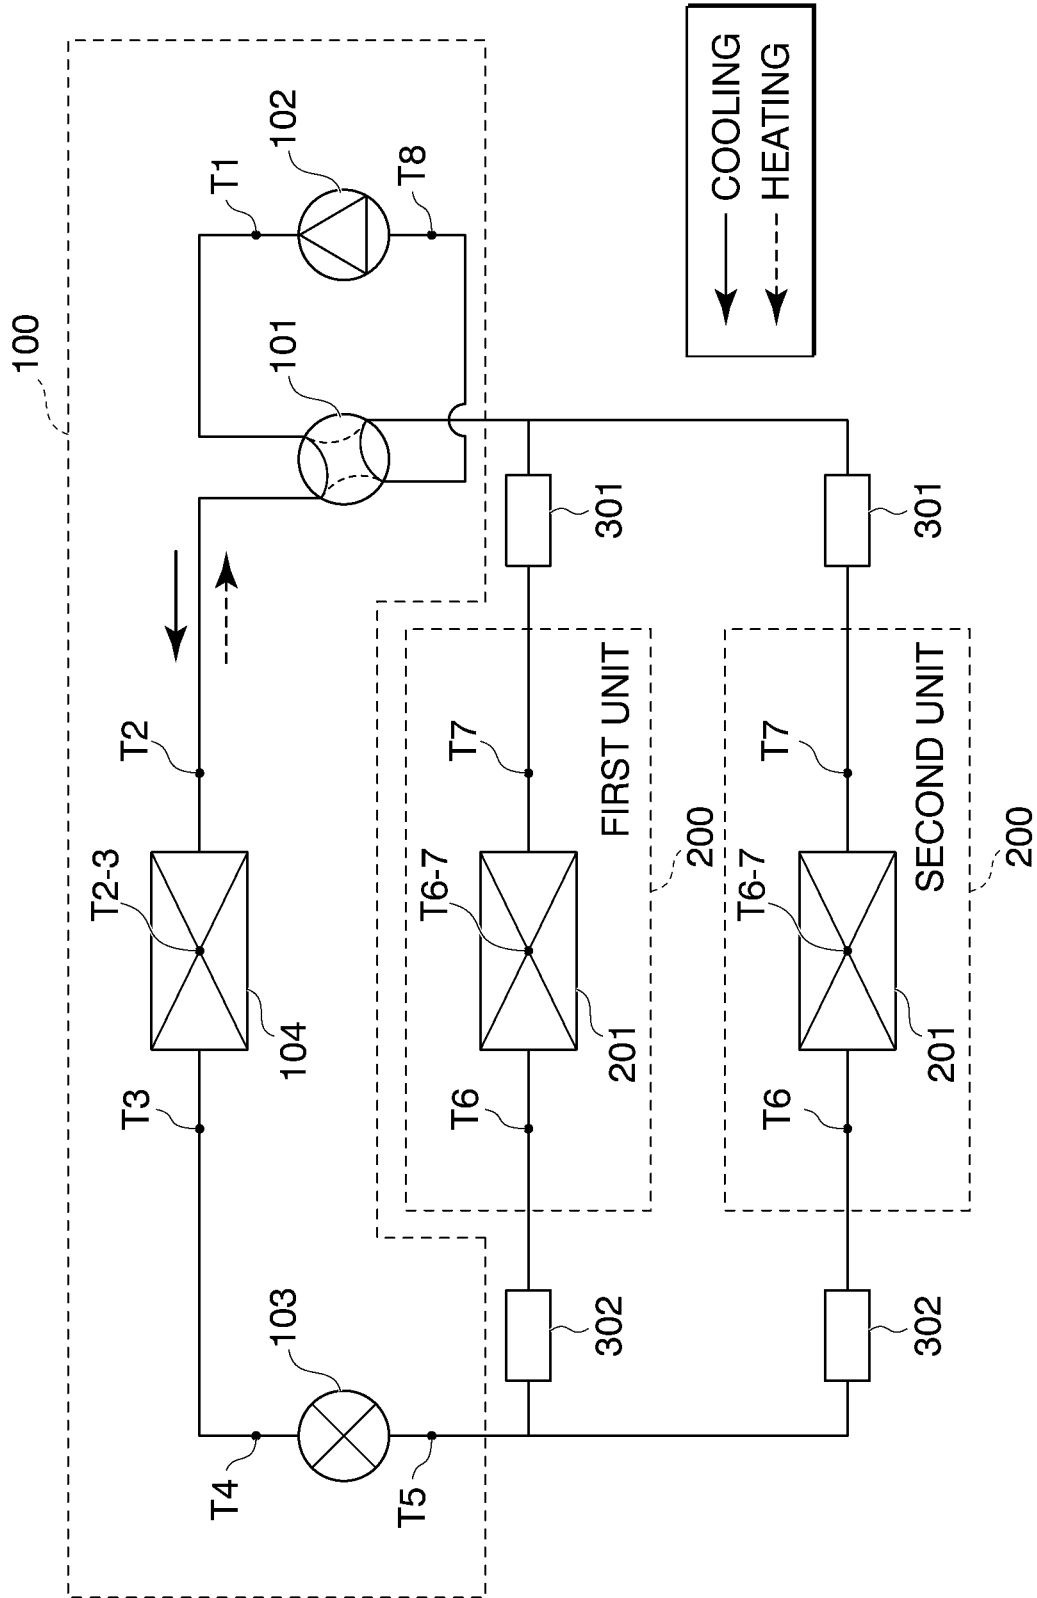 100
T1
102
T8
101
COOLING
HEATING
T2
T2-3
104
T3
T4
103
T5
301
T7
FIRST UNIT
T6-7
200
201
T6
302
301
T7
SECOND UNIT
T6-7
200
201
T6
302